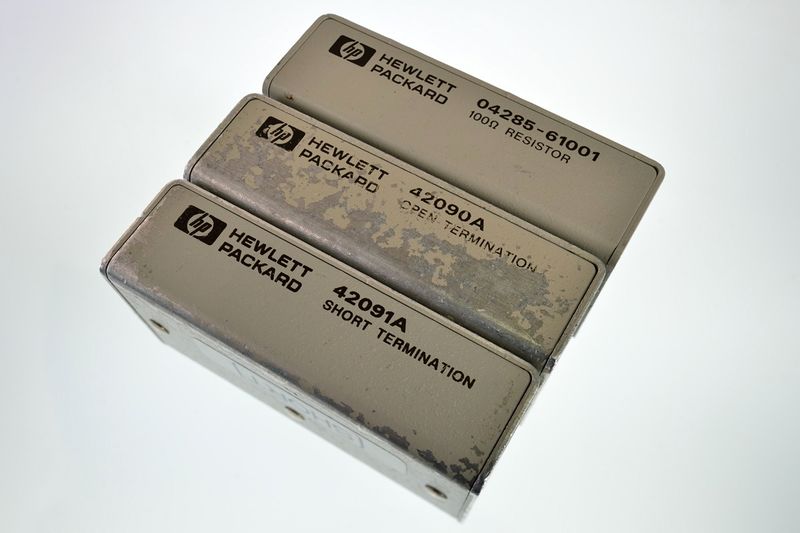 hp HEWLETT
PACKARD
04285-61001
100Ω RESISTOR
hp HEWLETT
PACKARD
42090A
OPEN TERMINATION
hp HEWLETT
PACKARD
42091A
SHORT TERMINATION